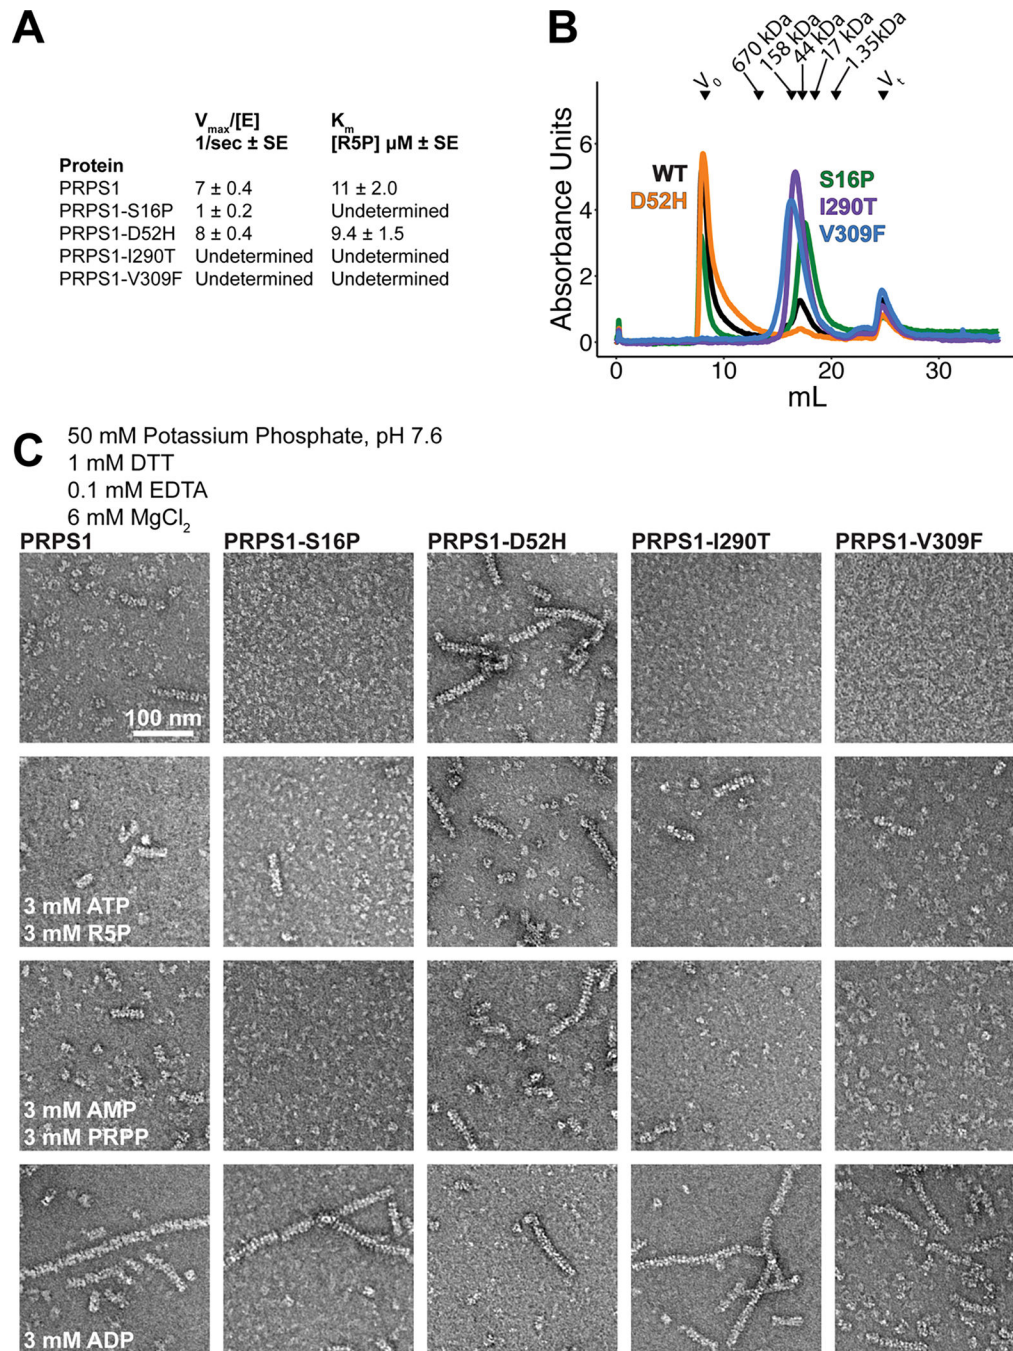 A
V_max/[E] K_m
1/sec ± SE [R5P] µM ± SE
Protein
PRPS1 7 ± 0.4 11 ± 2.0
PRPS1-S16P 1 ± 0.2 Undetermined
PRPS1-D52H 8 ± 0.4 9.4 ± 1.5
PRPS1-I290T Undetermined Undetermined
PRPS1-V309F Undetermined Undetermined
B
V_0 670 kDa 158 kDa 44 kDa 17 kDa 1.35kDa V_t
Absorbance Units
6
4
2
0
WT
D52H
S16P
I290T
V309F
0 10 20 30
mL
C
50 mM Potassium Phosphate, pH 7.6
1 mM DTT
0.1 mM EDTA
6 mM MgCl_2
PRPS1 PRPS1-S16P PRPS1-D52H PRPS1-I290T PRPS1-V309F
100 nm
3 mM ATP
3 mM R5P
3 mM AMP
3 mM PRPP
3 mM ADP